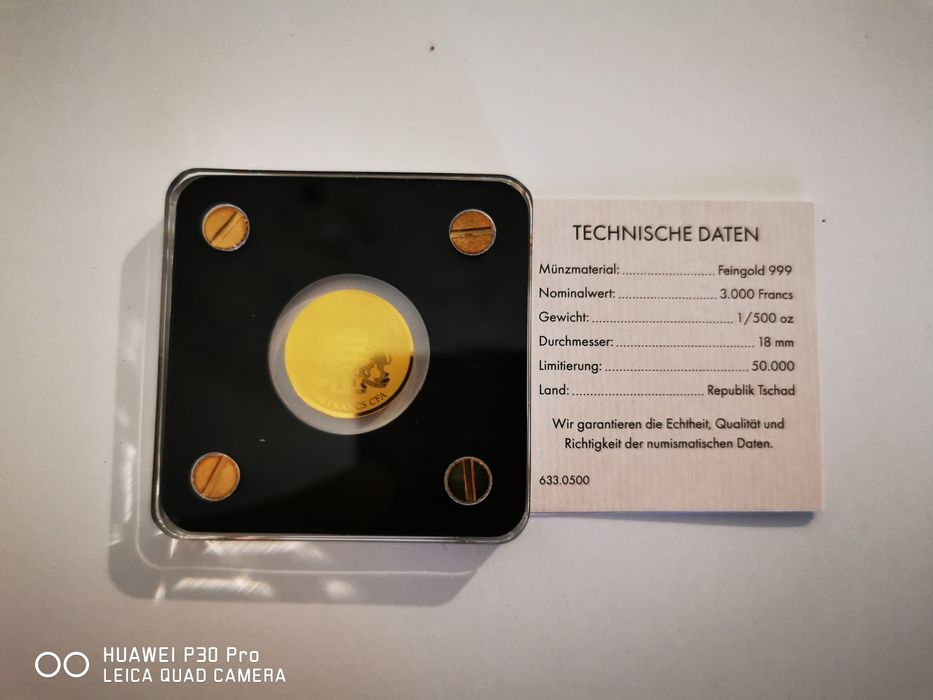 FRANCS CFA
TECHNISCHE DATEN
Münzmaterial: Feingold 999
Nominalwert: 3.000 Francs
Gewicht: 1/500 oz
Durchmesser: 18 mm
Limitierung: 50.000
Land: Republik Tschad
Wir garantieren die Echtheit, Qualität und
Richtigkeit der numismatischen Daten.
633.0500
HUAWEI P30 Pro
LEICA QUAD CAMERA